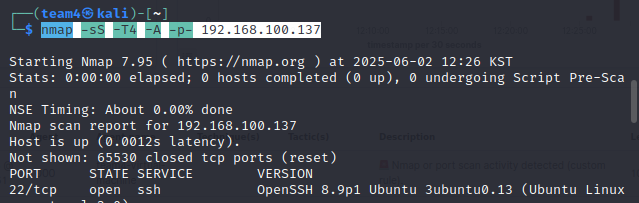 (team4㉿kali)-[~]
$ nmap -sS -T4 -A -p- 192.168.100.137
Starting Nmap 7.95 ( https://nmap.org ) at 2025-06-02 12:26 KST
Stats: 0:00:00 elapsed; 0 hosts completed (0 up), 0 undergoing Script Pre-Sca
n
NSE Timing: About 0.00% done
Nmap scan report for 192.168.100.137
Host is up (0.0012s latency).
Not shown: 65530 closed tcp ports (reset)
PORT STATE SERVICE VERSION
22/tcp open ssh OpenSSH 8.9p1 Ubuntu 3ubuntu0.13 (Ubuntu Linux